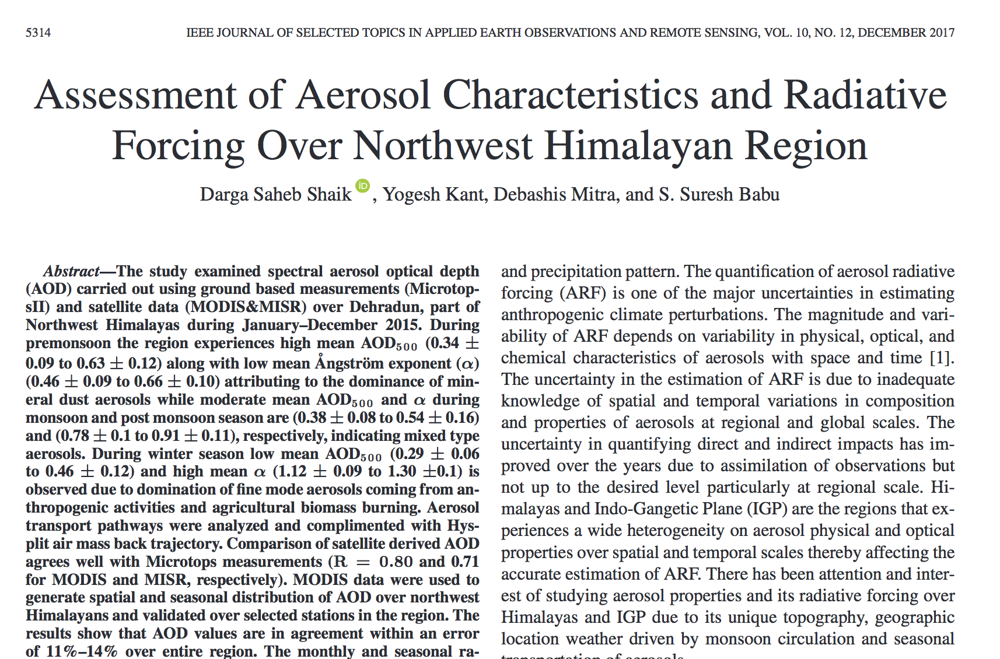 5314
IEEE JOURNAL OF SELECTED TOPICS IN APPLIED EARTH OBSERVATIONS AND REMOTE SENSING, VOL. 10, NO. 12, DECEMBER 2017
Assessment of Aerosol Characteristics and Radiative
Forcing Over Northwest Himalayan Region
Darga Saheb Shaik iD, Yogesh Kant, Debashis Mitra, and S. Suresh Babu
Abstract—The study examined spectral aerosol optical depth
(AOD) carried out using ground based measurements (Microtop-
sII) and satellite data (MODIS&MISR) over Dehradun, part of
Northwest Himalayas during January–December 2015. During
premonsoon the region experiences high mean AOD₅₀₀ (0.34 ±
0.09 to 0.63 ± 0.12) along with low mean Ångström exponent (α)
(0.46 ± 0.09 to 0.66 ± 0.10) attributing to the dominance of min-
eral dust aerosols while moderate mean AOD₅₀₀ and α during
monsoon and post monsoon season are (0.38 ± 0.08 to 0.54 ± 0.16)
and (0.78 ± 0.1 to 0.91 ± 0.11), respectively, indicating mixed type
aerosols. During winter season low mean AOD₅₀₀ (0.29 ± 0.06
to 0.46 ± 0.12) and high mean α (1.12 ± 0.09 to 1.30 ±0.1) is
observed due to domination of fine mode aerosols coming from an-
thropogenic activities and agricultural biomass burning. Aerosol
transport pathways were analyzed and complimented with Hys-
plit air mass back trajectory. Comparison of satellite derived AOD
agrees well with Microtops measurements (R = 0.80 and 0.71
for MODIS and MISR, respectively). MODIS data were used to
generate spatial and seasonal distribution of AOD over northwest
Himalayans and validated over selected stations in the region. The
results show that AOD values are in agreement within an error
of 11%–14% over entire region. The monthly and seasonal ra-
and precipitation pattern. The quantification of aerosol radiative
forcing (ARF) is one of the major uncertainties in estimating
anthropogenic climate perturbations. The magnitude and vari-
ability of ARF depends on variability in physical, optical, and
chemical characteristics of aerosols with space and time [1].
The uncertainty in the estimation of ARF is due to inadequate
knowledge of spatial and temporal variations in composition
and properties of aerosols at regional and global scales. The
uncertainty in quantifying direct and indirect impacts has im-
proved over the years due to assimilation of observations but
not up to the desired level particularly at regional scale. Hi-
malayas and Indo-Gangetic Plane (IGP) are the regions that ex-
periences a wide heterogeneity on aerosol physical and optical
properties over spatial and temporal scales thereby affecting the
accurate estimation of ARF. There has been attention and inter-
est of studying aerosol properties and its radiative forcing over
Himalayas and IGP due to its unique topography, geographic
location weather driven by monsoon circulation and seasonal
transportation of aerosols.